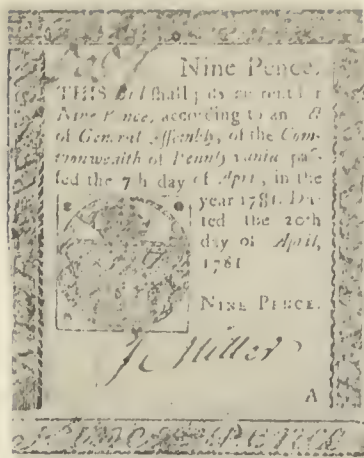 Nine Pence.
THIS Bill shall pass current for
Nine Pence, according to an
of General Assembly, of the Com-
monwealth of Pennsylvania, pas-
sed the 7th day of April, in the
year 1781. Da-
ted the 20th
day of April,
1781
NINE PENCE.
Miller
A